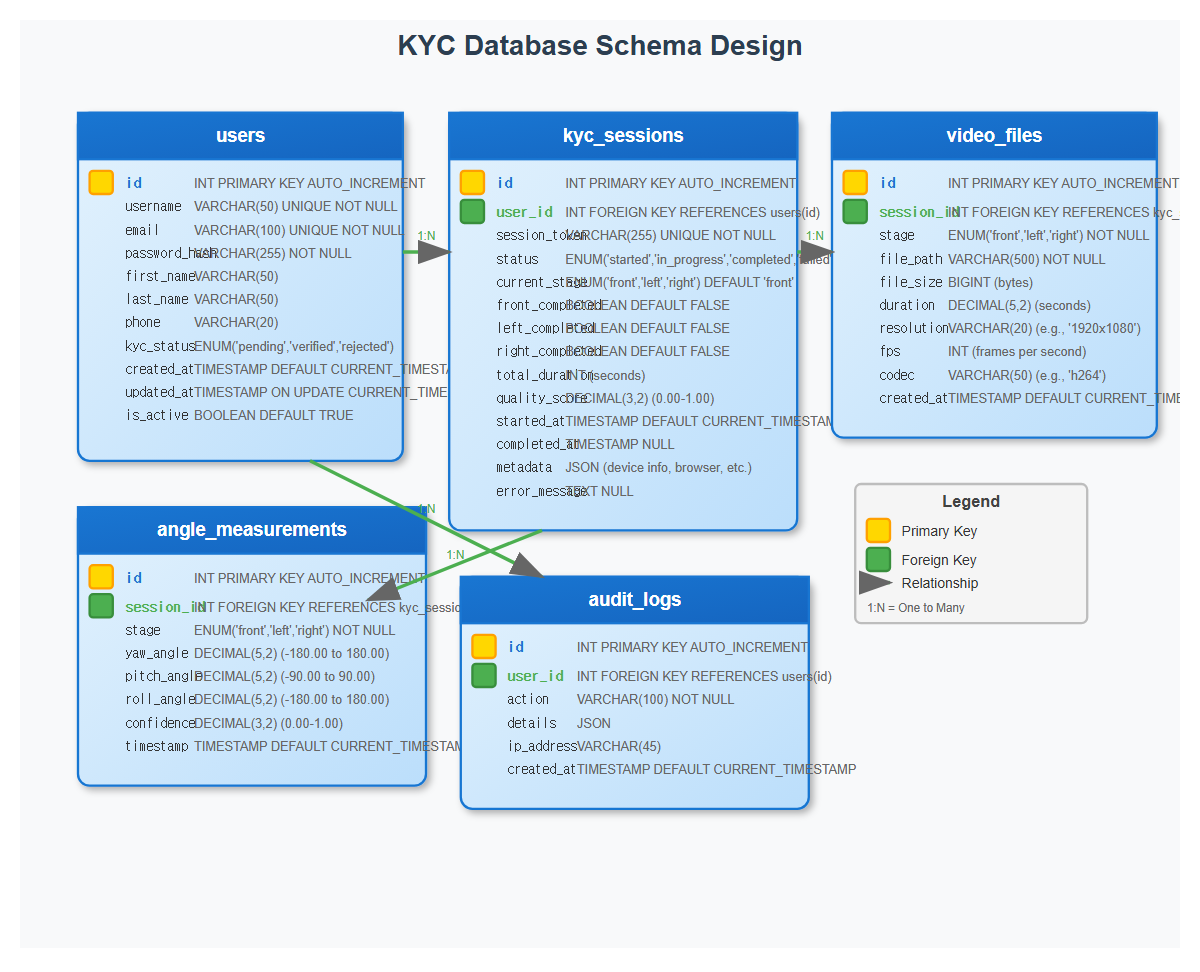 KYC Database Schema Design
users
id INT PRIMARY KEY AUTO_INCREMENT
username VARCHAR(50) UNIQUE NOT NULL
email VARCHAR(100) UNIQUE NOT NULL
password_hash VARCHAR(255) NOT NULL
first_name VARCHAR(50)
last_name VARCHAR(50)
phone VARCHAR(20)
kyc_status ENUM('pending','verified','rejected')
created_at TIMESTAMP DEFAULT CURRENT_TIMESTA
updated_at TIMESTAMP ON UPDATE CURRENT_TIME
is_active BOOLEAN DEFAULT TRUE
1:N
kyc_sessions
id INT PRIMARY KEY AUTO_INCREMENT
user_id INT FOREIGN KEY REFERENCES users(id)
session_token VARCHAR(255) UNIQUE NOT NULL
status ENUM('started','in_progress','completed','failed
current_stage ENUM('front','left','right') DEFAULT 'front'
front_completed BOOLEAN DEFAULT FALSE
left_completed BOOLEAN DEFAULT FALSE
right_completed BOOLEAN DEFAULT FALSE
total_duration INT (seconds)
quality_score DECIMAL(3,2) (0.00-1.00)
started_at TIMESTAMP DEFAULT CURRENT_TIMESTAM
completed_at TIMESTAMP NULL
metadata JSON (device info, browser, etc.)
error_message TEXT NULL
1:N
video_files
id INT PRIMARY KEY AUTO_INCREMENT
session_id INT FOREIGN KEY REFERENCES kyc_
stage ENUM('front','left','right') NOT NULL
file_path VARCHAR(500) NOT NULL
file_size BIGINT (bytes)
duration DECIMAL(5,2) (seconds)
resolution VARCHAR(20) (e.g., '1920x1080')
fps INT (frames per second)
codec VARCHAR(50) (e.g., 'h264')
created_at TIMESTAMP DEFAULT CURRENT_TIME
1:N
1:N
angle_measurements
id INT PRIMARY KEY AUTO_INCREMENT
session_id INT FOREIGN KEY REFERENCES kyc_sessio
stage ENUM('front','left','right') NOT NULL
yaw_angle DECIMAL(5,2) (-180.00 to 180.00)
pitch_angle DECIMAL(5,2) (-90.00 to 90.00)
roll_angle DECIMAL(5,2) (-180.00 to 180.00)
confidence DECIMAL(3,2) (0.00-1.00)
timestamp TIMESTAMP DEFAULT CURRENT_TIMESTAM
audit_logs
id INT PRIMARY KEY AUTO_INCREMENT
user_id INT FOREIGN KEY REFERENCES users(id)
action VARCHAR(100) NOT NULL
details JSON
ip_address VARCHAR(45)
created_at TIMESTAMP DEFAULT CURRENT_TIMESTAMP
Legend
Primary Key
Foreign Key
Relationship
1:N = One to Many